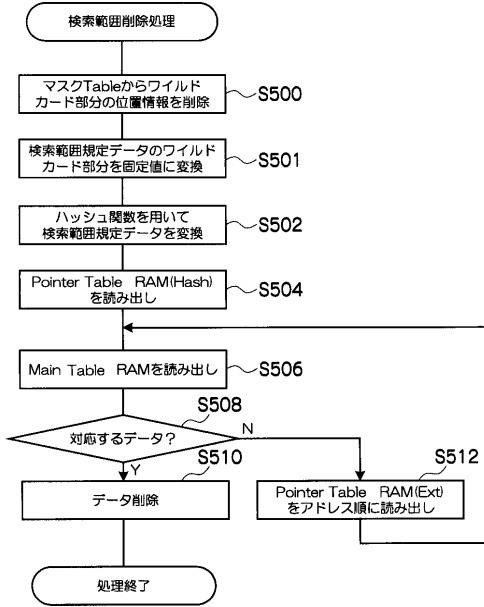 検索範囲削除処理
マスクTableからワイルド
カード部分の位置情報を削除
S500
検索範囲規定データのワイルド
カード部分を固定値に変換
S501
ハッシュ関数を用いて
検索範囲規定データを変換
S502
Pointer Table RAM(Hash)
を読み出し
S504
Main Table RAMを読み出し
S506
S508
対応するデータ?
N
Y
S510
データ削除
S512
Pointer Table RAM(Ext)
をアドレス順に読み出し
処理終了